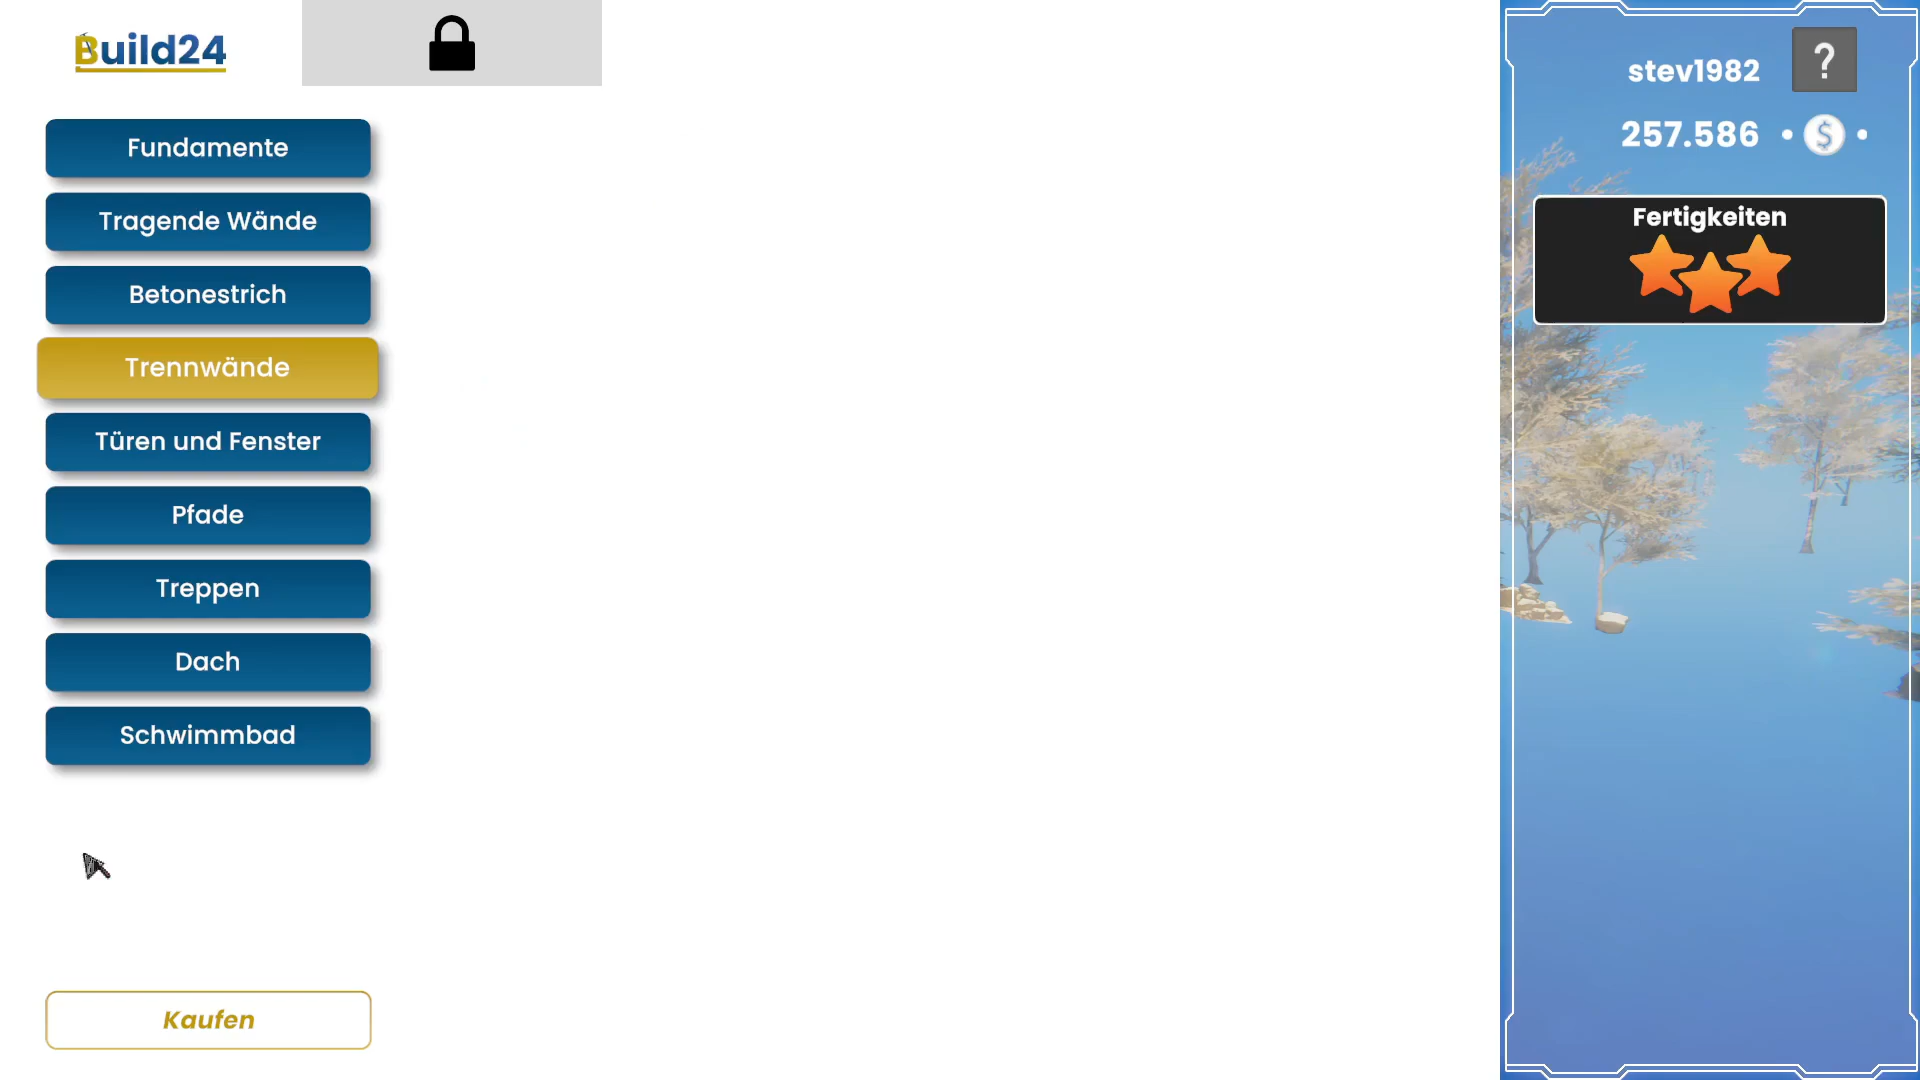 Build24
Fundamente
Tragende Wände
Betonestrich
Trennwände
Türen und Fenster
Pfade
Treppen
Dach
Schwimmbad
Kaufen
stev1982
?
257.586
$
Fertigkeiten